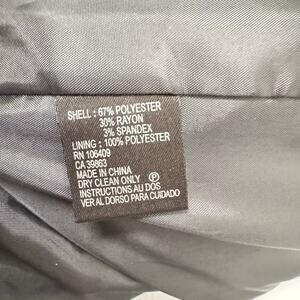 SHELL : 67% POLYESTER
30% RAYON
3% SPANDEX
LINING : 100% POLYESTER
RN 106409
CA 39863
MADE IN CHINA
DRY CLEAN ONLY Ⓟ
INSTRUCTIONS AU DOS
VER AL DORSO PARA CUIDADO